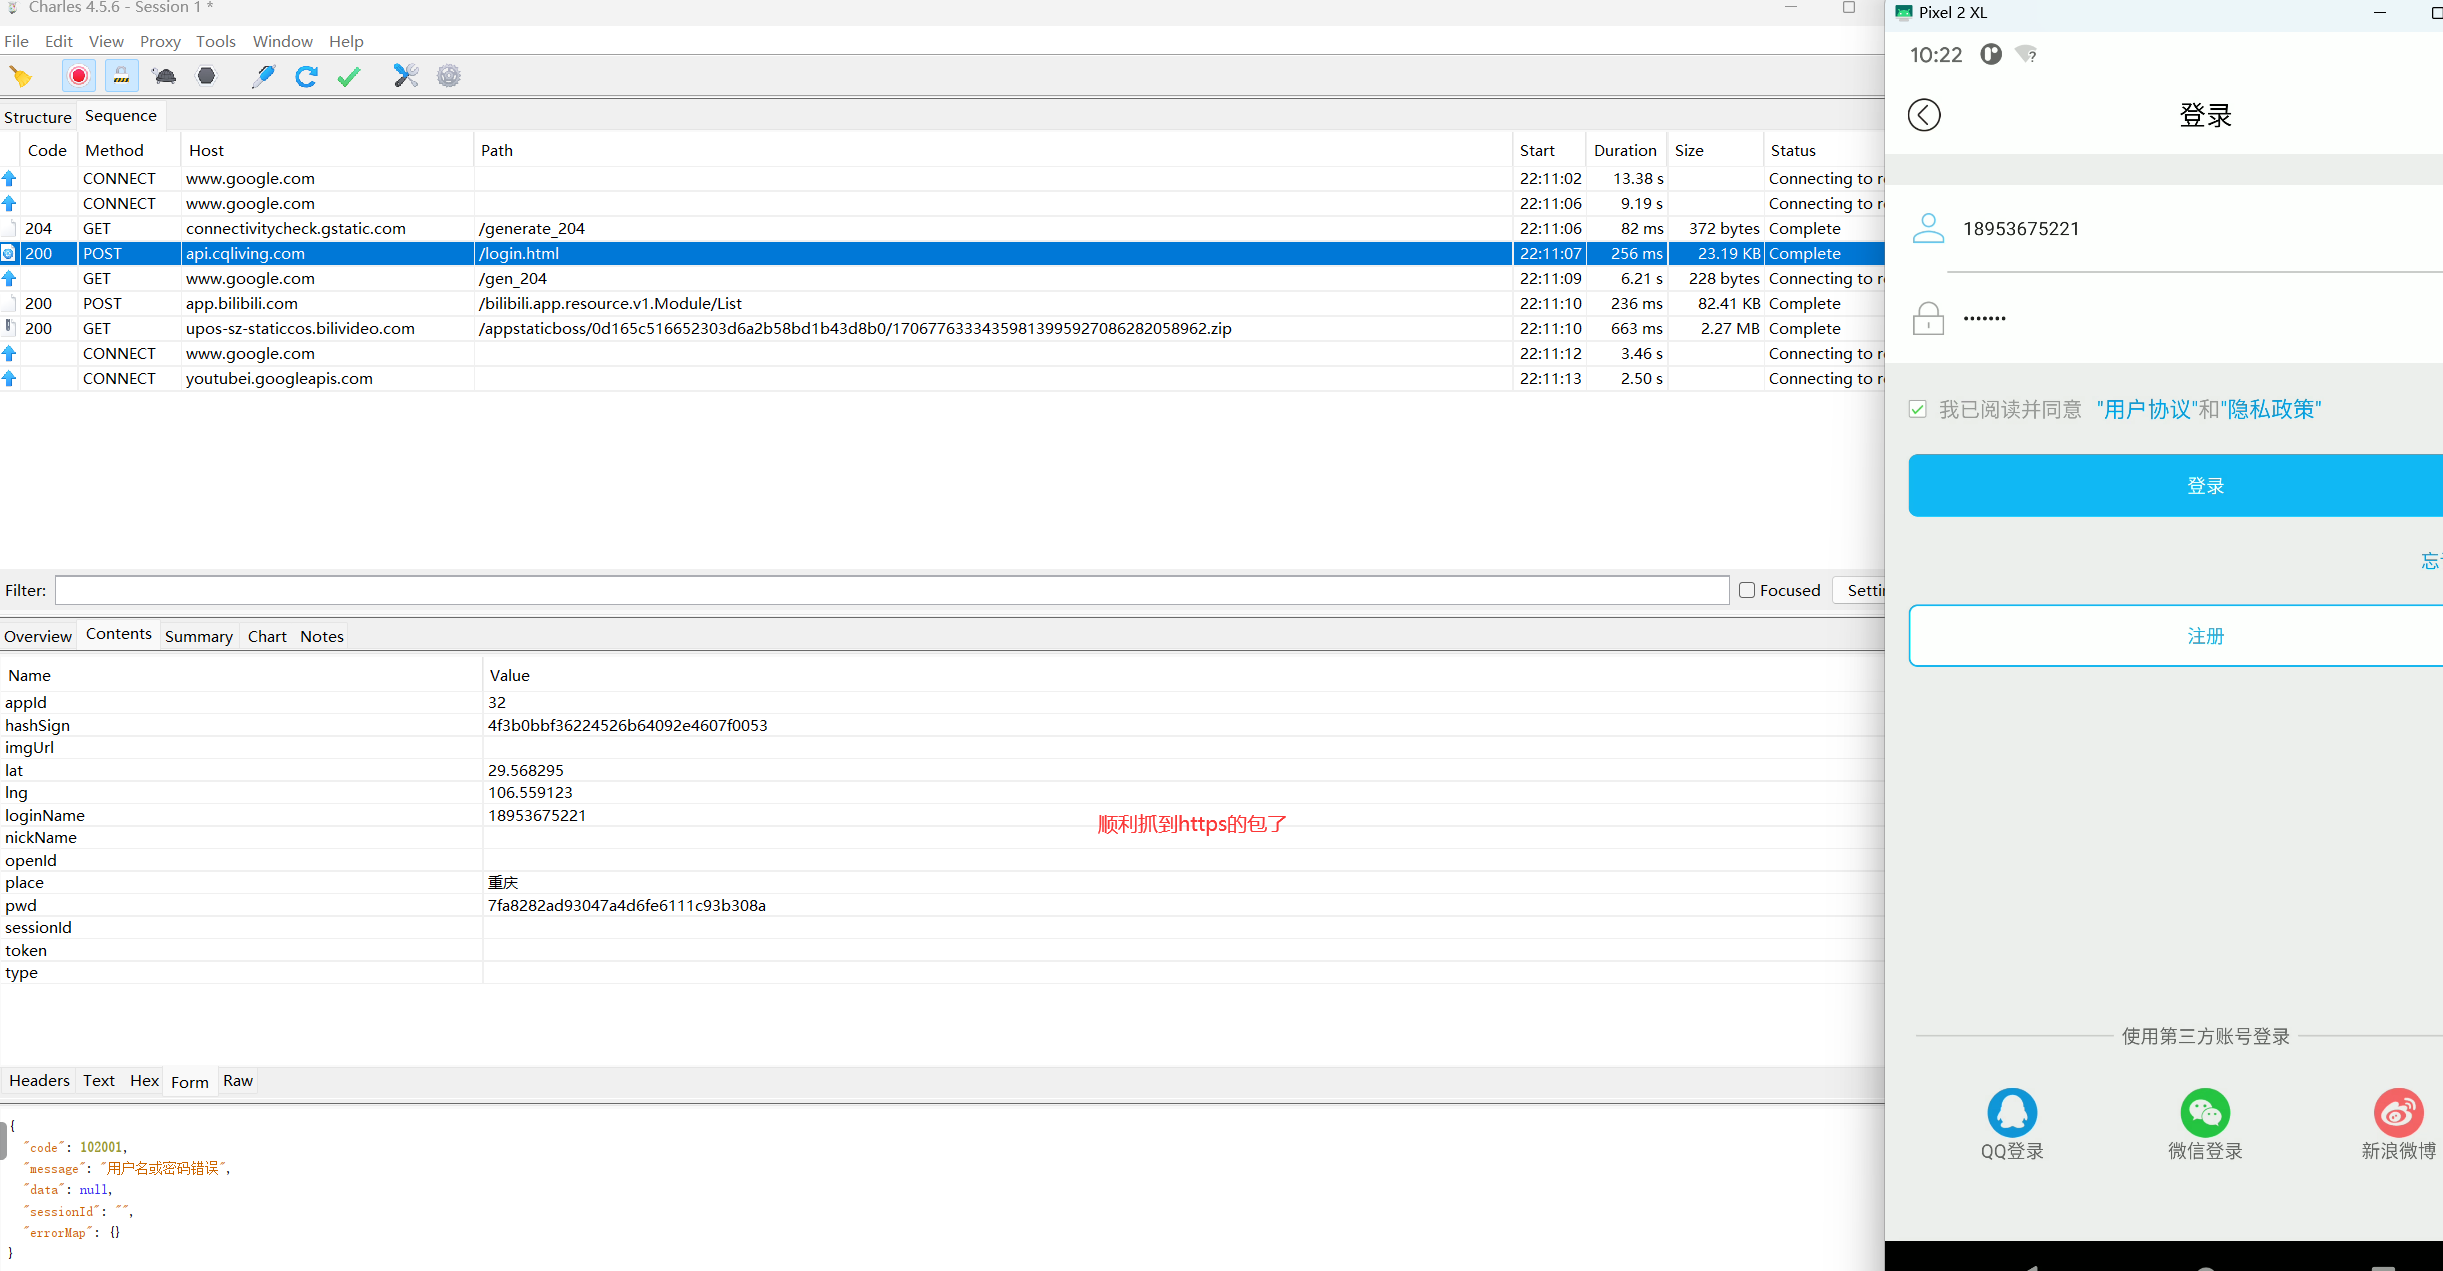 Charles 4.5.6 - Session 1 *
File Edit View Proxy Tools Window Help
Structure Sequence
Code Method Host Path Start Duration Size Status
CONNECT www.google.com 22:11:02 13.38 s Connecting to r
CONNECT www.google.com 22:11:06 9.19 s Connecting to r
204 GET connectivitycheck.gstatic.com /generate_204 22:11:06 82 ms 372 bytes Complete
200 POST api.cqliving.com /login.html 22:11:07 256 ms 23.19 KB Complete
GET www.google.com /gen_204 22:11:09 6.21 s 228 bytes Connecting to r
200 POST app.bilibili.com /bilibili.app.resource.v1.Module/List 22:11:10 236 ms 82.41 KB Complete
200 GET upos-sz-staticcos.bilivideo.com /appstaticboss/0d165c516652303d6a2b58bd1b43d8b0/17067763334359813995927086282058962.zip 22:11:10 663 ms 2.27 MB Complete
CONNECT www.google.com 22:11:12 3.46 s Connecting to r
CONNECT youtubei.googleapis.com 22:11:13 2.50 s Connecting to r
Filter: Focused Setti
Overview Contents Summary Chart Notes
Name Value
appId 32
hashSign 4f3b0bbf36224526b64092e4607f0053
imgUrl
lat 29.568295
lng 106.559123
loginName 18953675221
顺利抓到https的包了
nickName
openId
place 重庆
pwd 7fa8282ad93047a4d6fe6111c93b308a
sessionId
token
type
Headers Text Hex Form Raw
{
"code": 102001,
"message": "用户名或密码错误",
"data": null,
"sessionId": "",
"errorMap": {}
}
Pixel 2 XL
10:22
登录
18953675221
•••••••
我已阅读并同意 "用户协议"和"隐私政策"
登录
忘
注册
使用第三方账号登录
QQ登录 微信登录 新浪微博